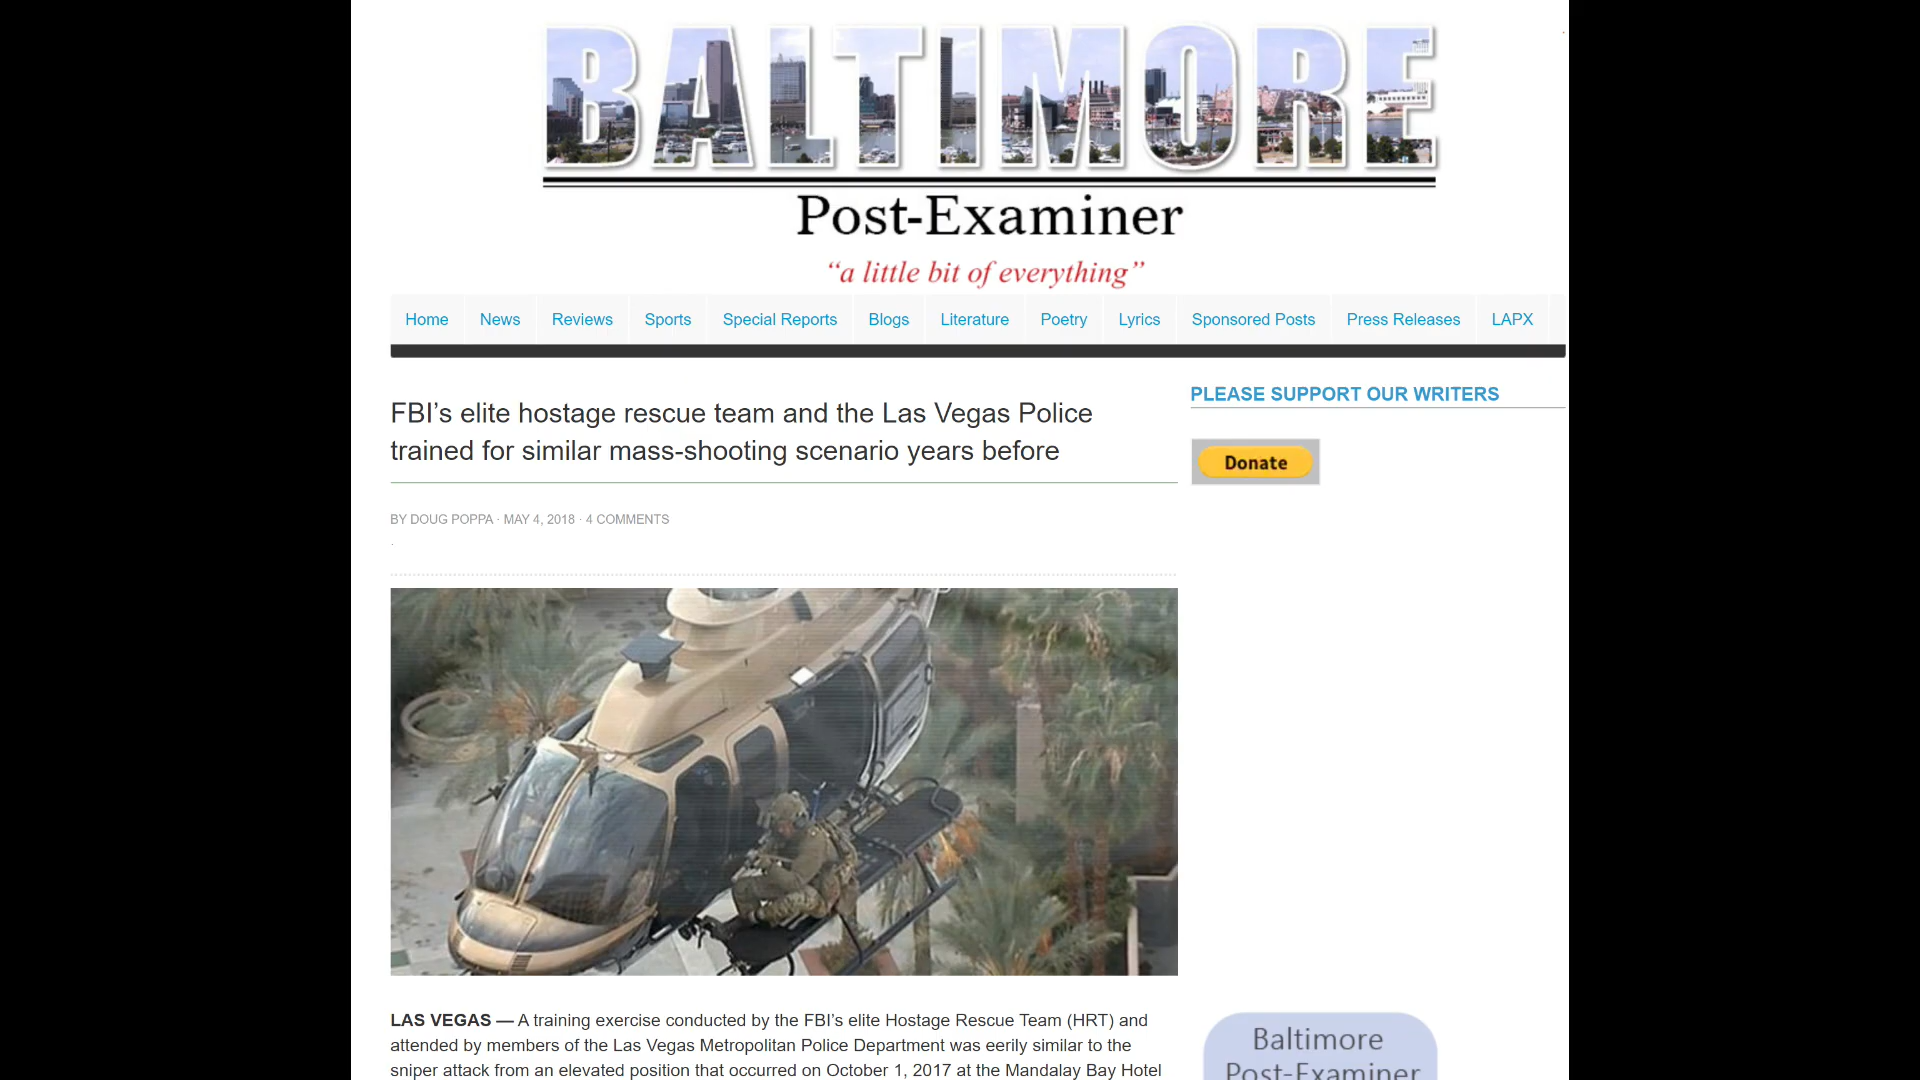 BALTIMORE
Post-Examiner
“a little bit of everything”
Home News Reviews Sports Special Reports Blogs Literature Poetry Lyrics Sponsored Posts Press Releases LAPX
FBI’s elite hostage rescue team and the Las Vegas Police
trained for similar mass-shooting scenario years before
BY DOUG POPPA · MAY 4, 2018 · 4 COMMENTS
LAS VEGAS — A training exercise conducted by the FBI’s elite Hostage Rescue Team (HRT) and
attended by members of the Las Vegas Metropolitan Police Department was eerily similar to the
sniper attack from an elevated position that occurred on October 1, 2017 at the Mandalay Bay Hotel
PLEASE SUPPORT OUR WRITERS
Donate
Baltimore
Post-Examiner